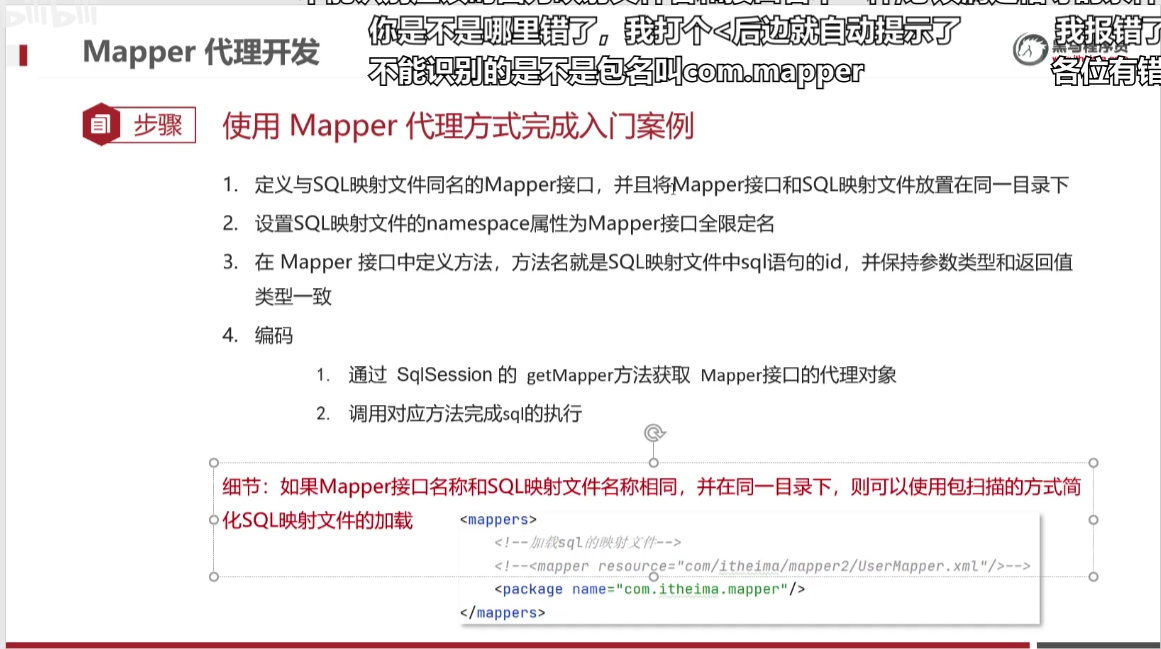 bilibili
你是不是哪里错了，我打个<后边就自动提示了
我报错了
Mapper 代理开发
不能识别的是不是包名叫com.mapper
各位有错
步骤
使用 Mapper 代理方式完成入门案例
1. 定义与SQL映射文件同名的Mapper接口，并且将Mapper接口和SQL映射文件放置在同一目录下
2. 设置SQL映射文件的namespace属性为Mapper接口全限定名
3. 在 Mapper 接口中定义方法，方法名就是SQL映射文件中sql语句的id，并保持参数类型和返回值
类型一致
4. 编码
1. 通过 SqlSession 的 getMapper方法获取 Mapper接口的代理对象
2. 调用对应方法完成sql的执行
细节：如果Mapper接口名称和SQL映射文件名称相同，并在同一目录下，则可以使用包扫描的方式简
化SQL映射文件的加载
<mappers>
<!--加载sql的映射文件-->
<!--<mapper resource="com/itheima/mapper2/UserMapper.xml"/>-->
<package name="com.itheima.mapper"/>
</mappers>